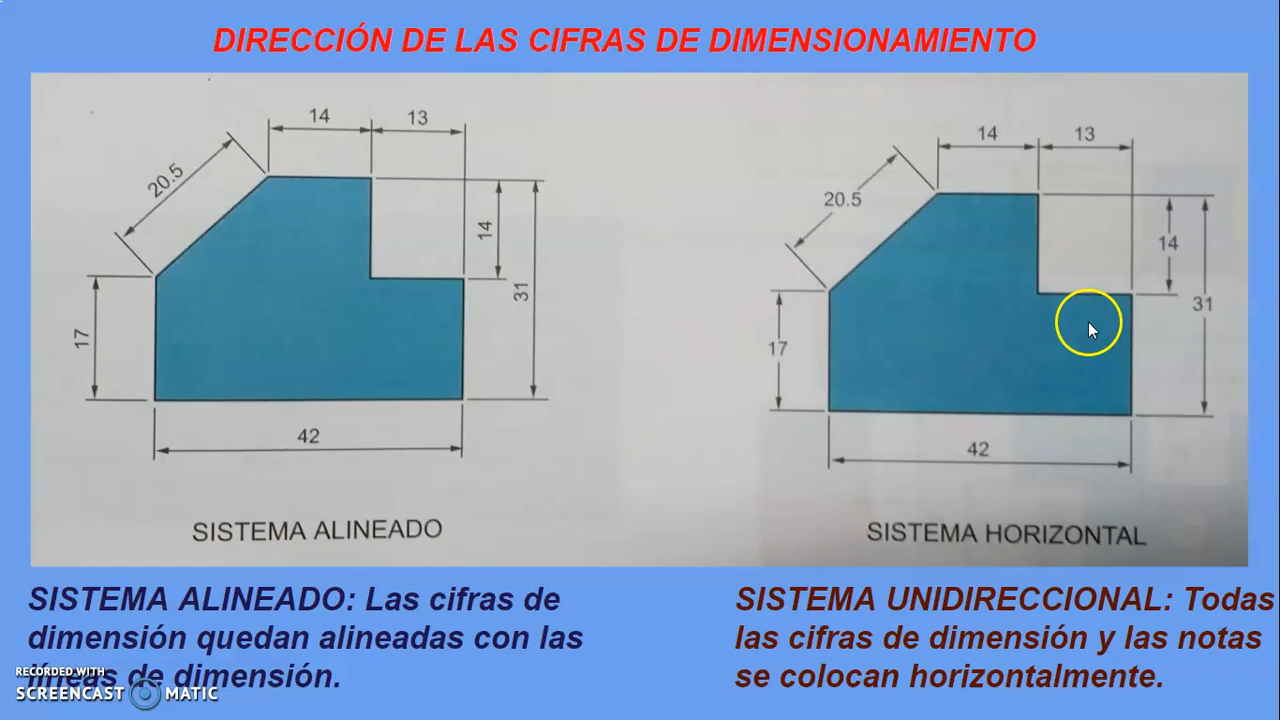 DIRECCIÓN DE LAS CIFRAS DE DIMENSIONAMIENTO
14
13
20.5
14
31
17
42
SISTEMA ALINEADO
14
13
20.5
14
31
17
42
SISTEMA HORIZONTAL
SISTEMA ALINEADO: Las cifras de
dimensión quedan alineadas con las
líneas de dimensión.
SISTEMA UNIDIRECCIONAL: Todas
las cifras de dimensión y las notas
se colocan horizontalmente.
RECORDED WITH
SCREENCAST MATIC